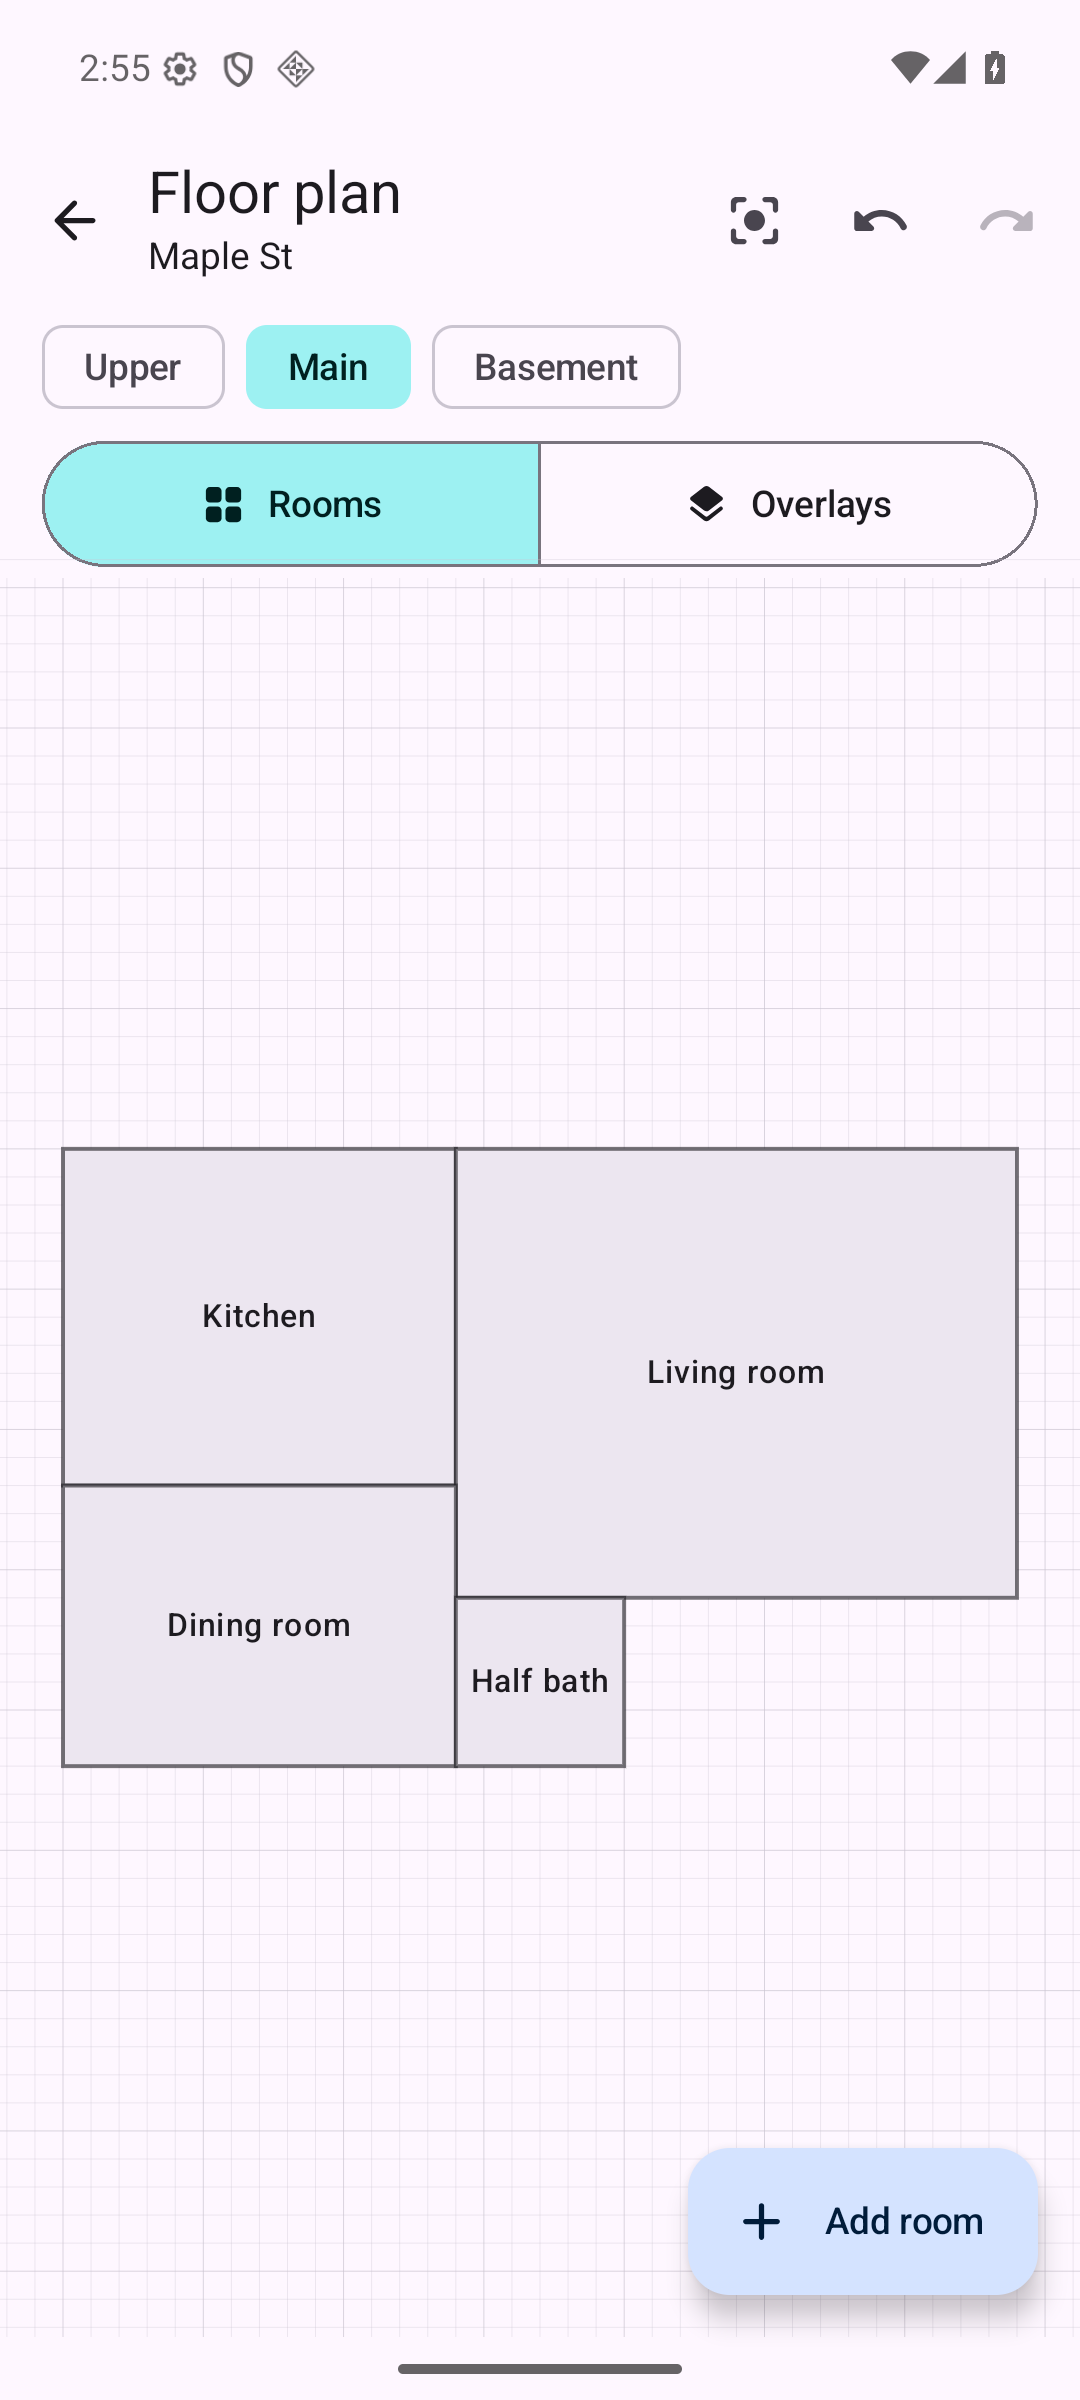 2:55
Floor plan
Maple St
Upper
Main
Basement
Rooms
Overlays
Kitchen
Living room
Dining room
Half bath
Add room